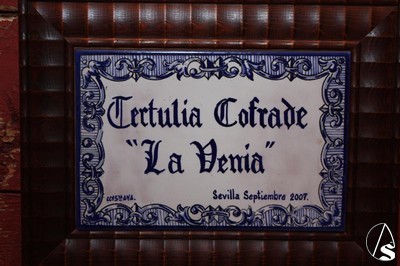 Tertulia Cofrade
"La Venia"
Sevilla Septiembre 2007.